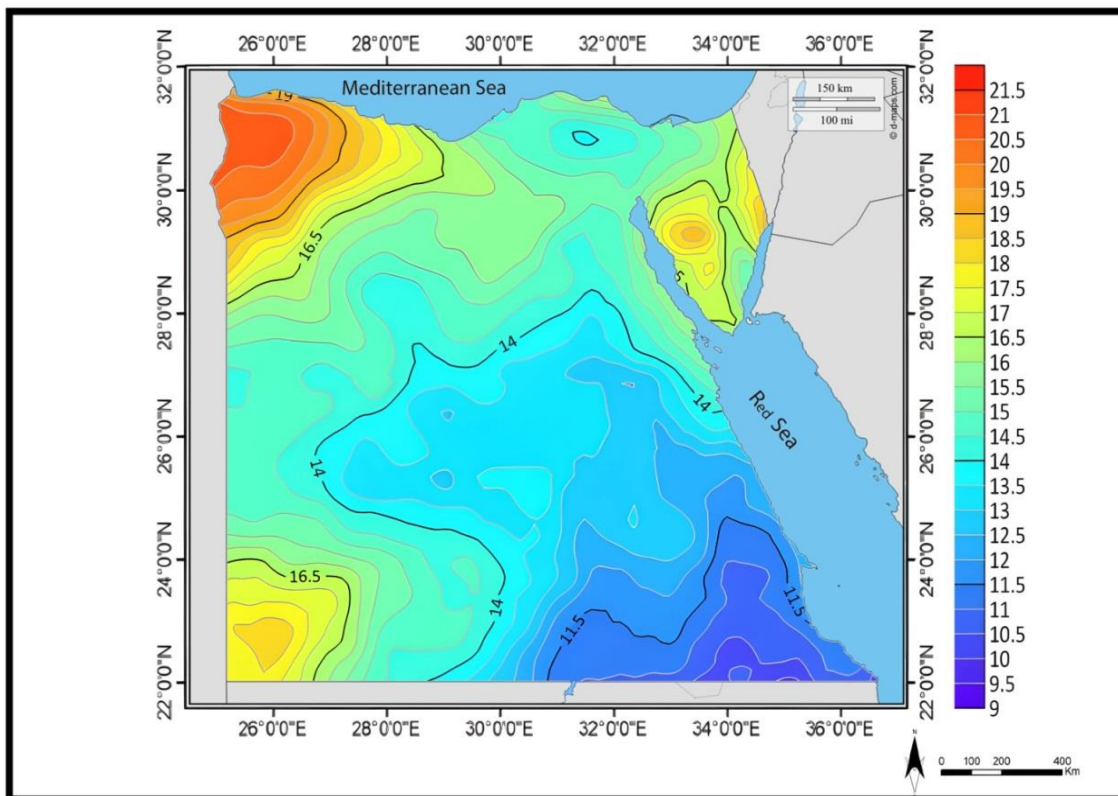 26°0'0"E 28°0'0"E 30°0'0"E 32°0'0"E 34°0'0"E 36°0'0"E
32°0'0"N
30°0'0"N
28°0'0"N
26°0'0"N
24°0'0"N
22°0'0"N
Mediterranean Sea
150 km
100 mi
© d-maps.com
19
16.5
5
14
14
Red Sea
14
16.5
14
11.5
11.5
32°0'0"N
30°0'0"N
28°0'0"N
26°0'0"N
24°0'0"N
22°0'0"N
26°0'0"E 28°0'0"E 30°0'0"E 32°0'0"E 34°0'0"E 36°0'0"E
21.5
21
20.5
20
19.5
19
18.5
18
17.5
17
16.5
16
15.5
15
14.5
14
13.5
13
12.5
12
11.5
11
10.5
10
9.5
9
N
0 100 200 400
Km